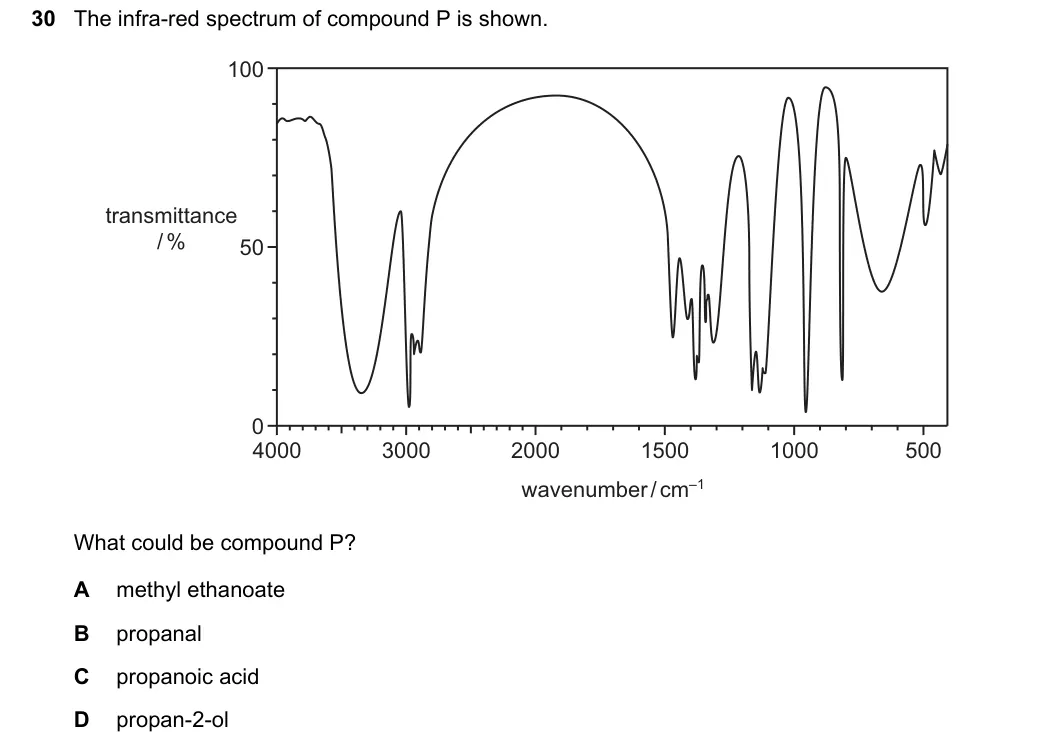 30 The infra-red spectrum of compound P is shown.
100
transmittance
/ %
50
0
4000 3000 2000 1500 1000 500
wavenumber / cm⁻¹
What could be compound P?
A methyl ethanoate
B propanal
C propanoic acid
D propan-2-ol